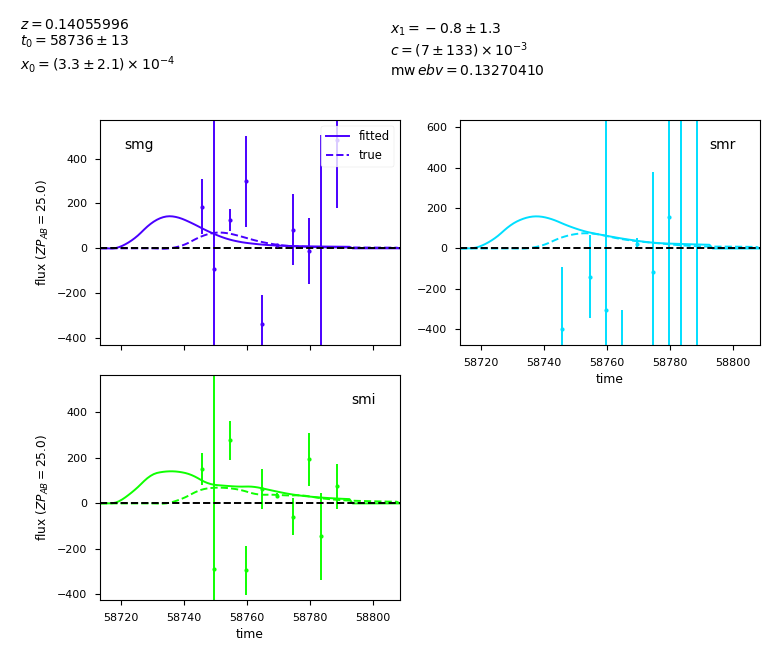 z = 0.14055996
t₀ = 58736 ± 13
x₀ = (3.3 ± 2.1) × 10⁻⁴
x₁ = −0.8 ± 1.3
c = (7 ± 133) × 10⁻³
mw ebv = 0.13270410
smg
fitted
true
400
200
0
−200
−400
flux (ZP_AB = 25.0)
smr
600
400
200
0
−200
−400
58720 58740 58760 58780 58800
time
smi
400
200
0
−200
−400
flux (ZP_AB = 25.0)
58720 58740 58760 58780 58800
time